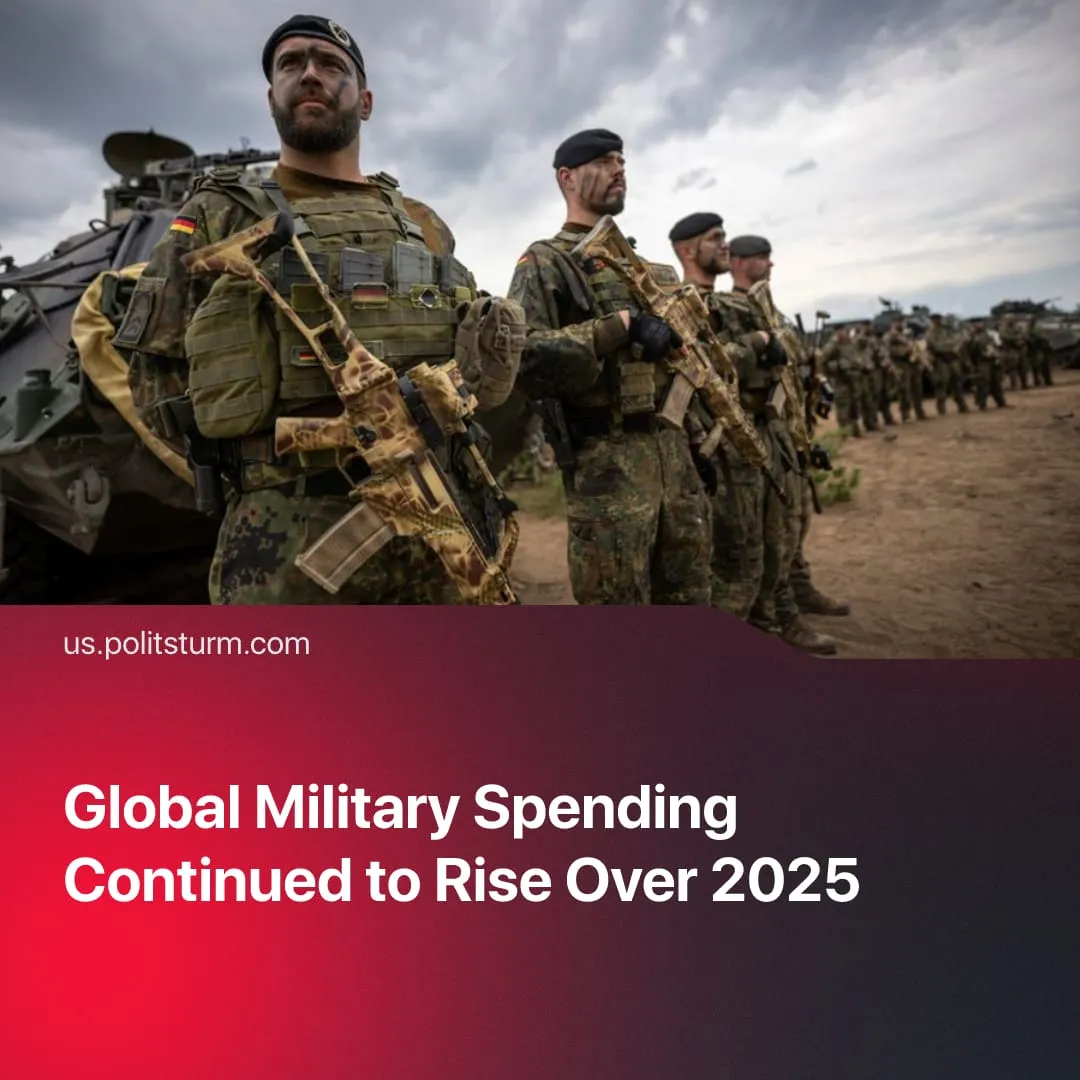 us.politsturm.com
Global Military Spending
Continued to Rise Over 2025